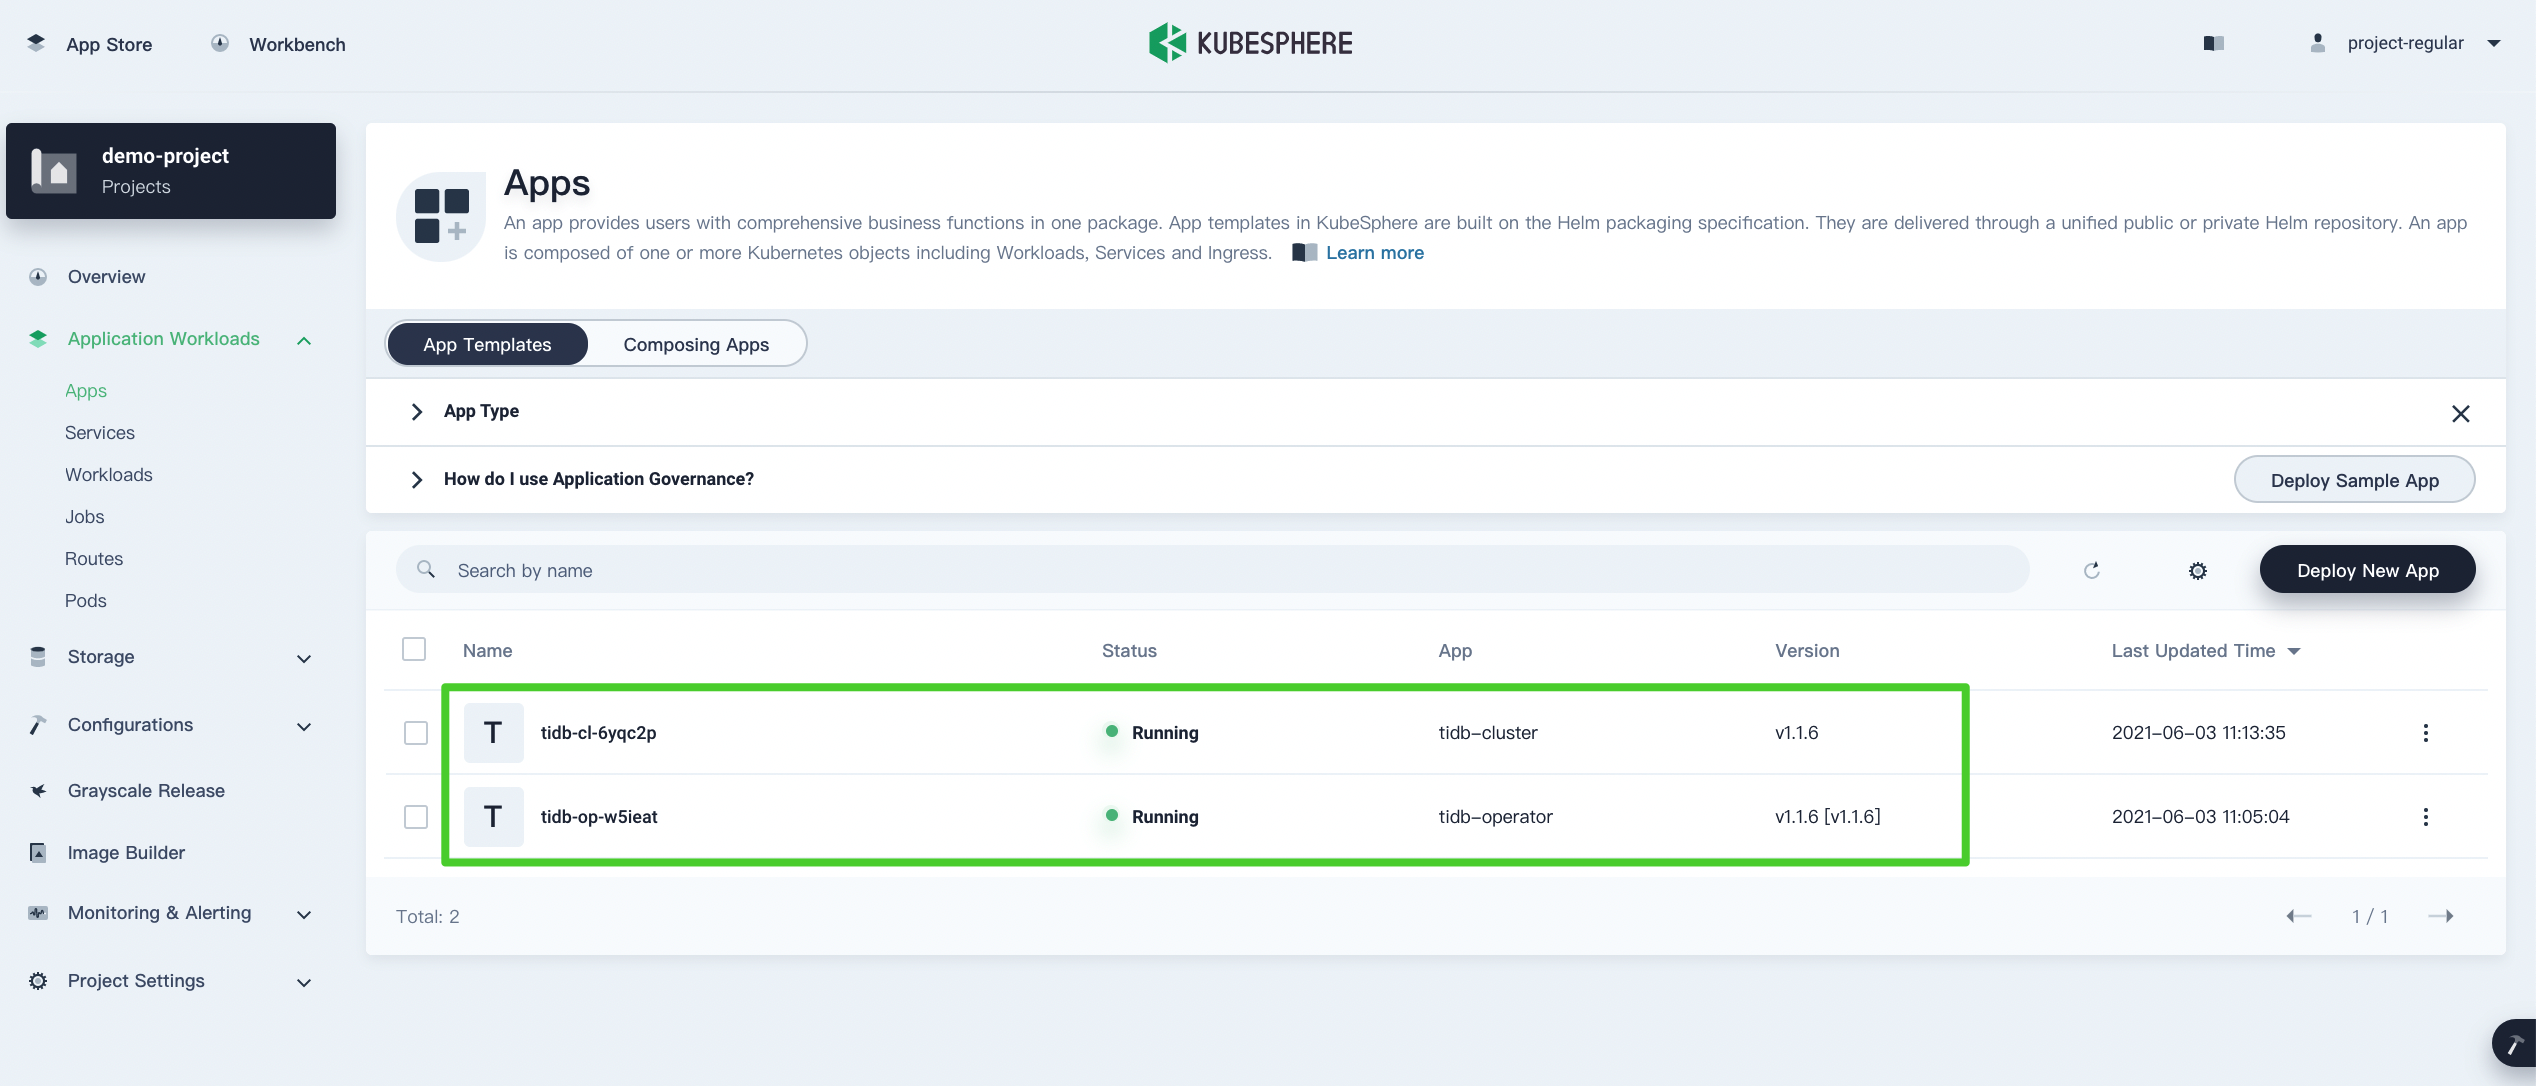 App Store
Workbench
KUBESPHERE
project-regular
demo-project
Projects
Overview
Application Workloads
Apps
Services
Workloads
Jobs
Routes
Pods
Storage
Configurations
Grayscale Release
Image Builder
Monitoring & Alerting
Project Settings
Apps
An app provides users with comprehensive business functions in one package. App templates in KubeSphere are built on the Helm packaging specification. They are delivered through a unified public or private Helm repository. An app
is composed of one or more Kubernetes objects including Workloads, Services and Ingress. Learn more
App Templates
Composing Apps
App Type
How do I use Application Governance?
Deploy Sample App
Search by name
Deploy New App
Name Status App Version Last Updated Time
T tidb-cl-6yqc2p Running tidb-cluster v1.1.6 2021-06-03 11:13:35
T tidb-op-w5ieat Running tidb-operator v1.1.6 [v1.1.6] 2021-06-03 11:05:04
Total: 2
1 / 1